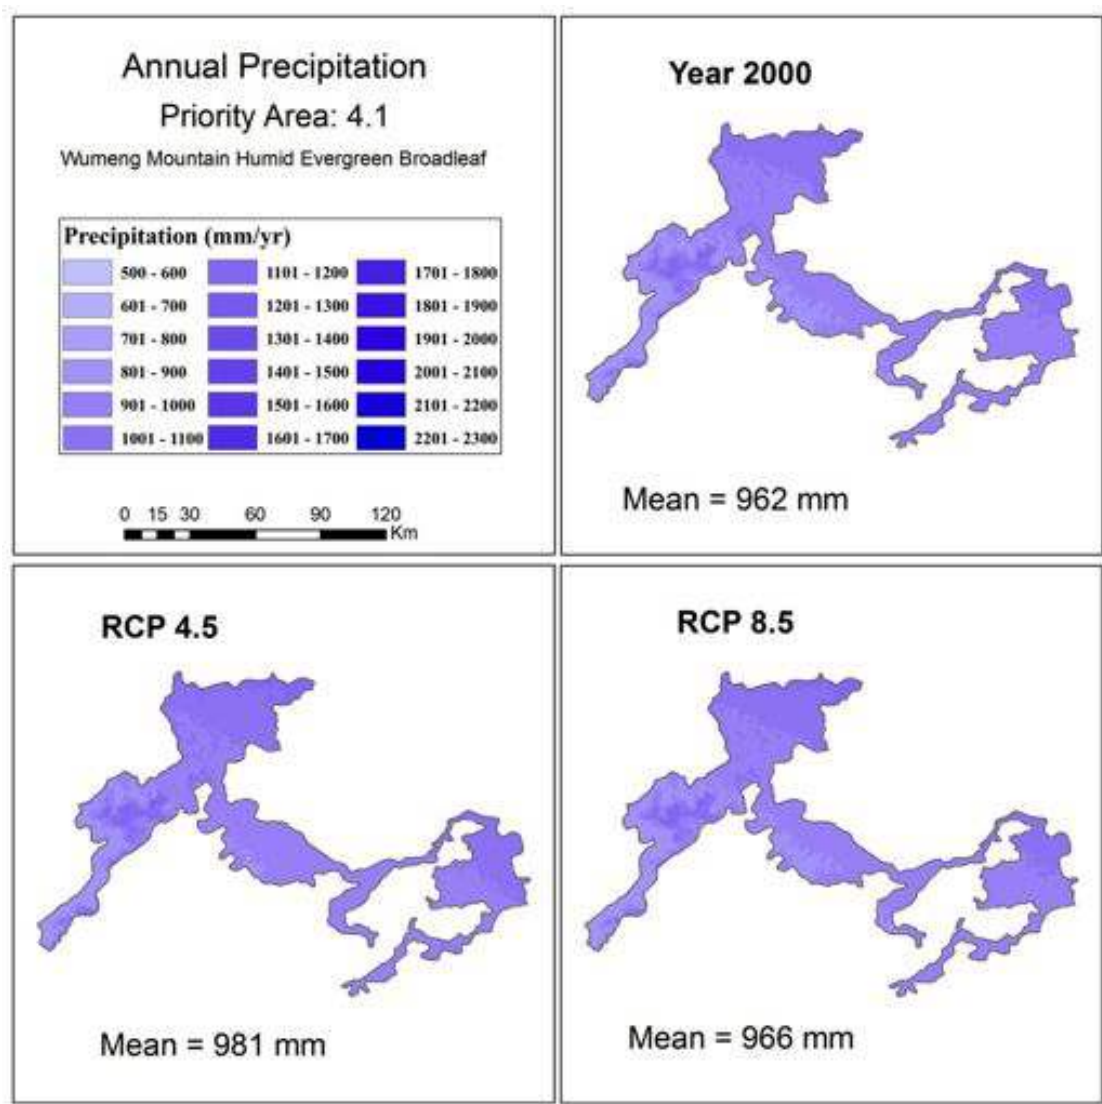 Annual Precipitation
Priority Area: 4.1
Wumeng Mountain Humid Evergreen Broadleaf
Precipitation (mm/yr)
500 - 600 1101 - 1200 1701 - 1800
601 - 700 1201 - 1300 1801 - 1900
701 - 800 1301 - 1400 1901 - 2000
801 - 900 1401 - 1500 2001 - 2100
901 - 1000 1501 - 1600 2101 - 2200
1001 - 1100 1601 - 1700 2201 - 2300
0 15 30 60 90 120
Km
Year 2000
Mean = 962 mm
RCP 4.5
Mean = 981 mm
RCP 8.5
Mean = 966 mm